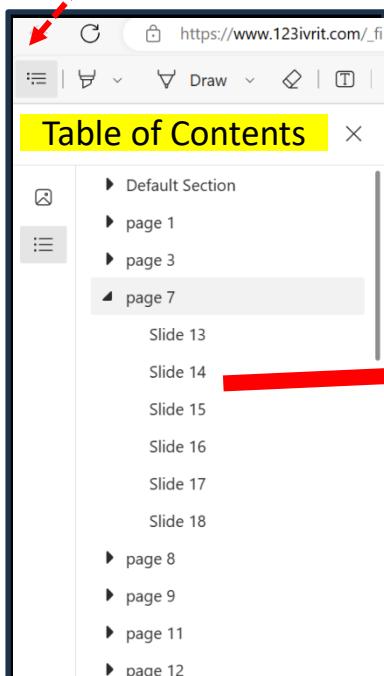 https://www.123ivrit.com/_fi
Draw
Table of Contents
Default Section
page 1
page 3
page 7
Slide 13
Slide 14
Slide 15
Slide 16
Slide 17
Slide 18
page 8
page 9
page 11
page 12